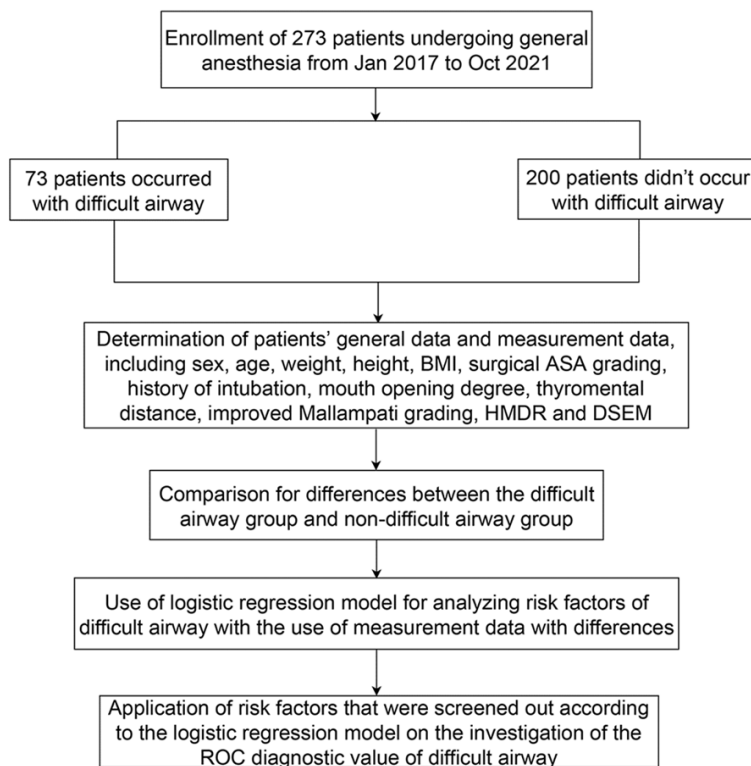 Enrollment of 273 patients undergoing general
anesthesia from Jan 2017 to Oct 2021
73 patients occurred
with difficult airway
200 patients didn't occur
with difficult airway
Determination of patients' general data and measurement data,
including sex, age, weight, height, BMI, surgical ASA grading,
history of intubation, mouth opening degree, thyromental
distance, improved Mallampati grading, HMDR and DSEM
Comparison for differences between the difficult
airway group and non-difficult airway group
Use of logistic regression model for analyzing risk factors of
difficult airway with the use of measurement data with differences
Application of risk factors that were screened out according
to the logistic regression model on the investigation of the
ROC diagnostic value of difficult airway